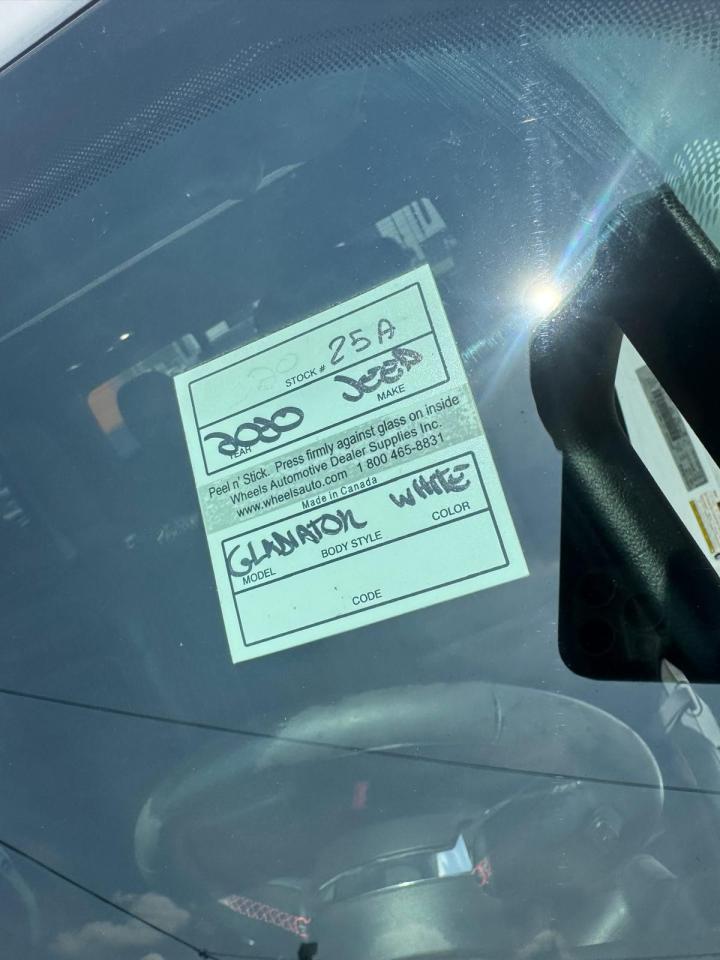 STOCK # 25A
2020 JEEP
YEAR MAKE
Peel n' Stick. Press firmly against glass on inside
Wheels Automotive Dealer Supplies Inc.
www.wheelsauto.com 1 800 465-8831
Made in Canada
GLADIATOR WHITE
MODEL BODY STYLE COLOR
CODE